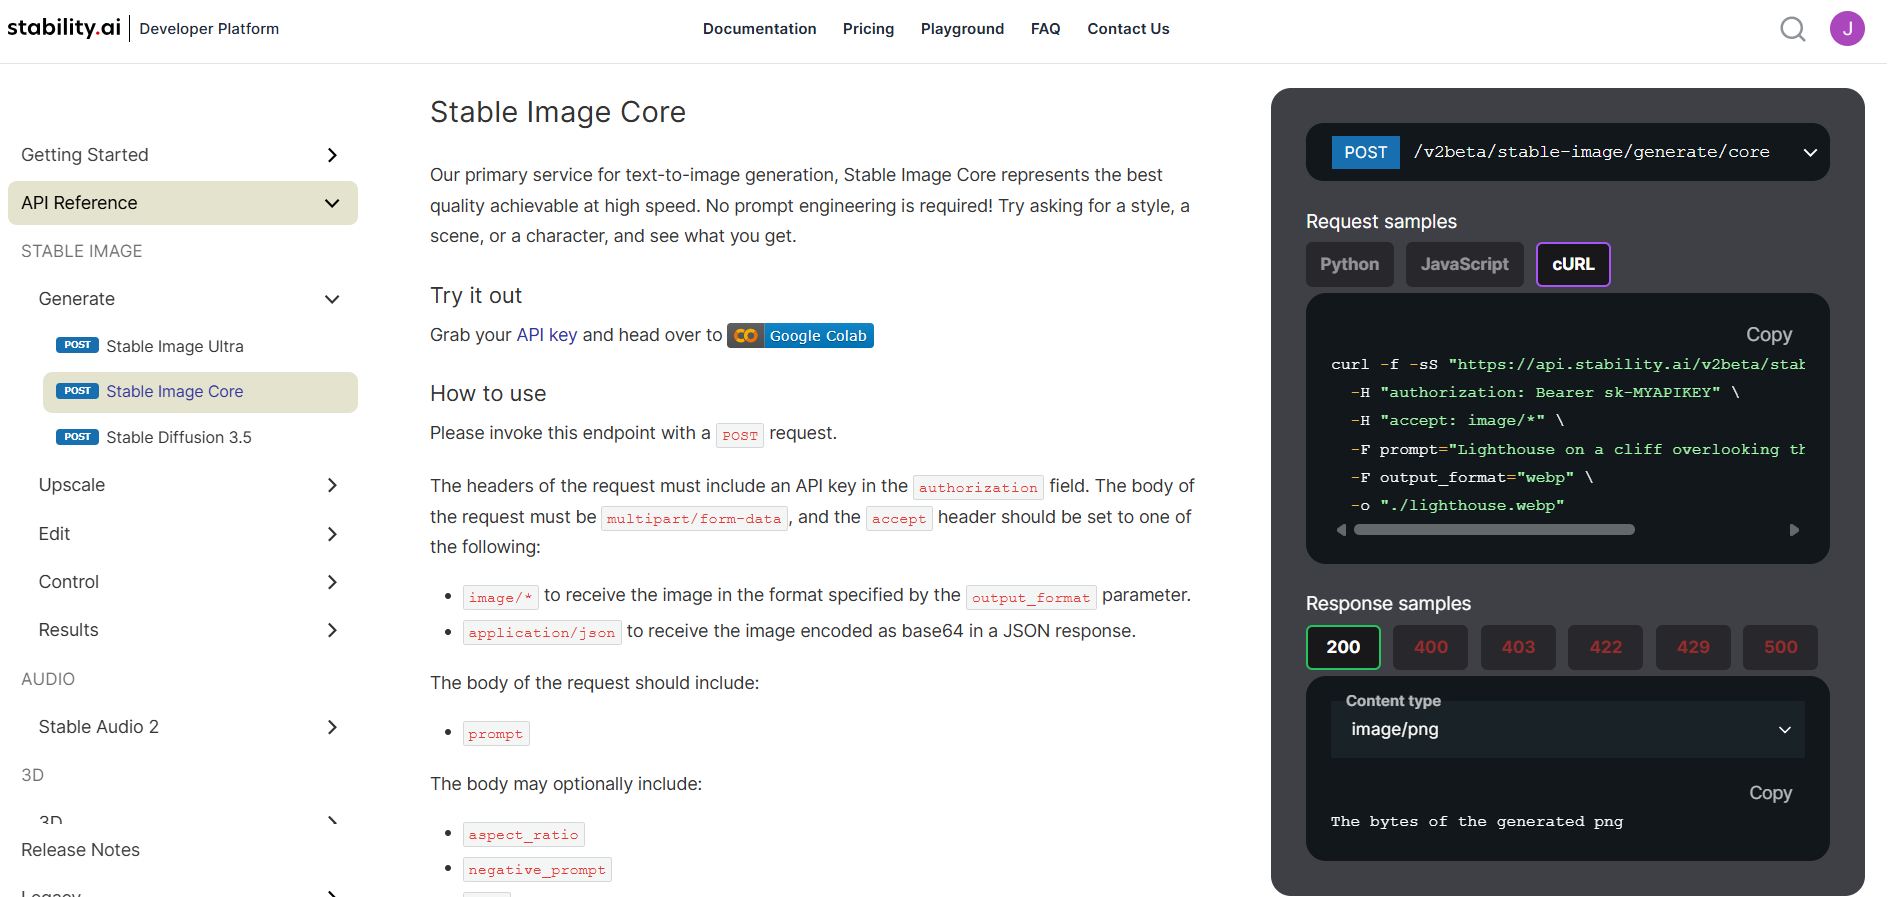 stability.ai Developer Platform
Documentation Pricing Playground FAQ Contact Us
J
Getting Started
API Reference
STABLE IMAGE
Generate
POST Stable Image Ultra
POST Stable Image Core
POST Stable Diffusion 3.5
Upscale
Edit
Control
Results
AUDIO
Stable Audio 2
3D
3D
Release Notes
Legacy
Stable Image Core
Our primary service for text-to-image generation, Stable Image Core represents the best
quality achievable at high speed. No prompt engineering is required! Try asking for a style, a
scene, or a character, and see what you get.
Try it out
Grab your API key and head over to Google Colab
How to use
Please invoke this endpoint with a POST request.
The headers of the request must include an API key in the authorization field. The body of
the request must be multipart/form-data, and the accept header should be set to one of
the following:
• image/* to receive the image in the format specified by the output_format parameter.
• application/json to receive the image encoded as base64 in a JSON response.
The body of the request should include:
• prompt
The body may optionally include:
• aspect_ratio
• negative_prompt
POST /v2beta/stable-image/generate/core
Request samples
Python JavaScript cURL
Copy
curl -f -sS "https://api.stability.ai/v2beta/stab
-H "authorization: Bearer sk-MYAPIKEY" \
-H "accept: image/*" \
-F prompt="Lighthouse on a cliff overlooking th
-F output_format="webp" \
-o "./lighthouse.webp"
Response samples
200 400 403 422 429 500
Content type
image/png
Copy
The bytes of the generated png